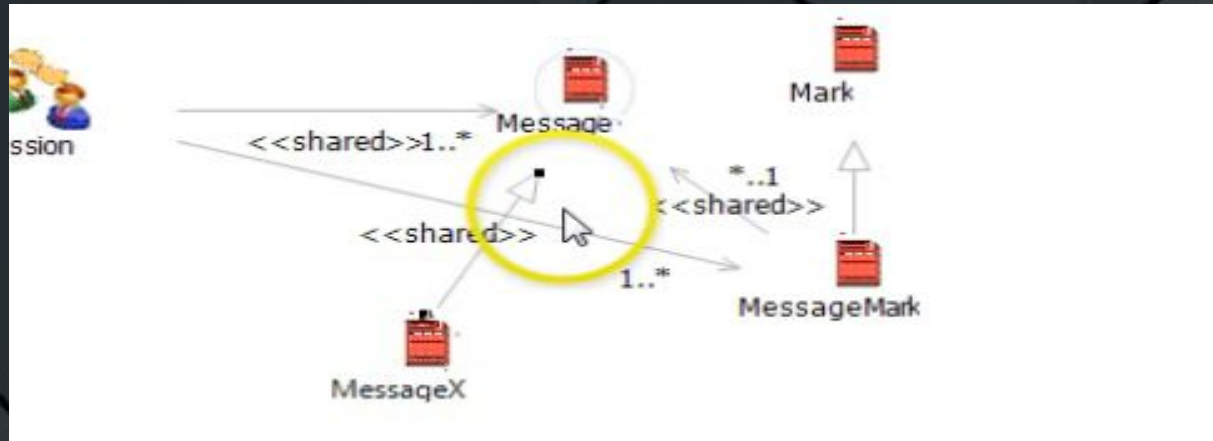 Mark
Message
ssion
<<shared>>1..*
*..1
<<shared>>
<<shared>>
1..*
MessageMark
MessageX